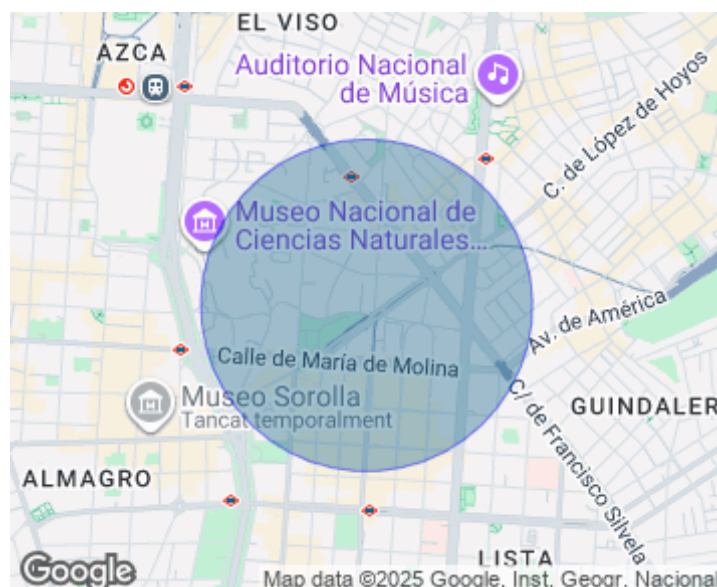 EL VISO
AZCA
Auditorio Nacional
de Música
C. de López de Hoyos
Museo Nacional de
Ciencias Naturales...
Av. de América
Calle de María de Molina
Museo Sorolla
Tancat temporalment
C/ de Francisco Silvela
GUINDALER
ALMAGRO
LISTA
Google
Map data ©2025 Google, Inst. Geogr. Nacional